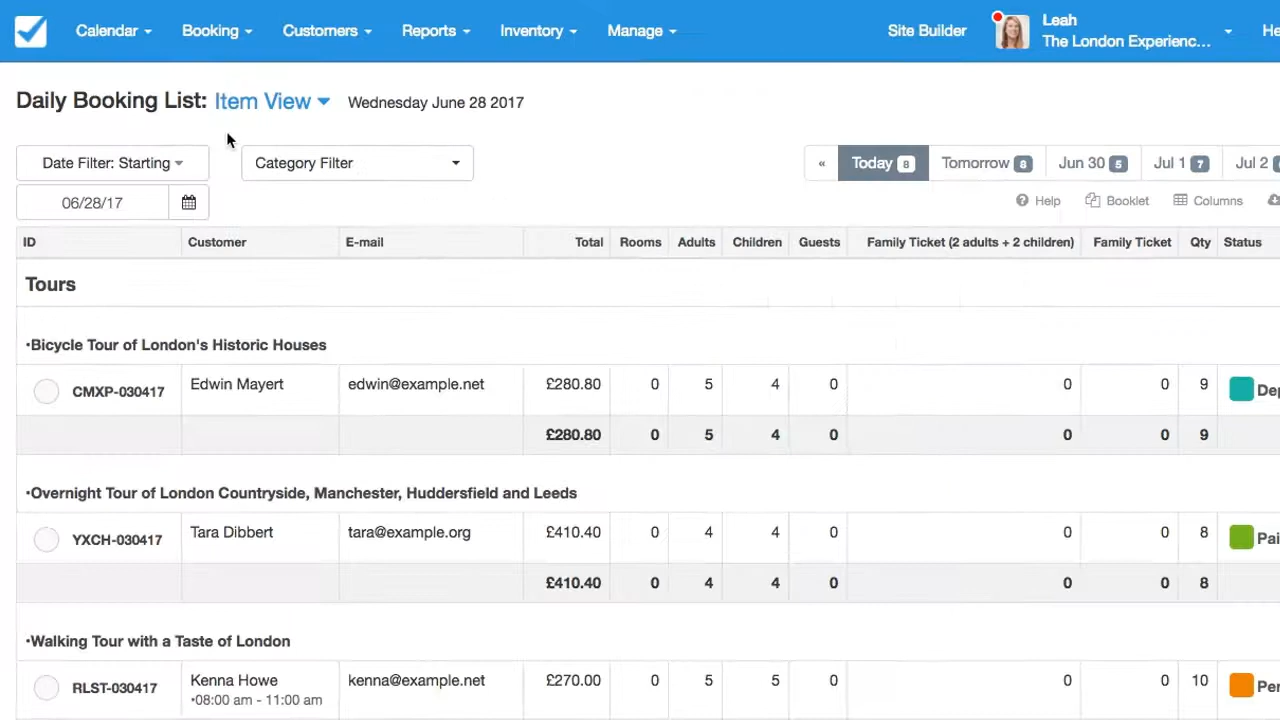 Calendar Booking Customers Reports Inventory Manage Site Builder Leah
The London Experienc...
Daily Booking List: Item View Wednesday June 28 2017
Date Filter: Starting Category Filter « Today 8 Tomorrow 8 Jun 30 5 Jul 1 7 Jul 2
06/28/17 Help Booklet Columns
ID Customer E-mail Total Rooms Adults Children Guests Family Ticket (2 adults + 2 children) Family Ticket Qty Status
Tours
•Bicycle Tour of London's Historic Houses
CMXP-030417 Edwin Mayert edwin@example.net £280.80 0 5 4 0 0 0 9
£280.80 0 5 4 0 0 0 9
•Overnight Tour of London Countryside, Manchester, Huddersfield and Leeds
YXCH-030417 Tara Dibbert tara@example.org £410.40 0 4 4 0 0 0 8
£410.40 0 4 4 0 0 0 8
•Walking Tour with a Taste of London
RLST-030417 Kenna Howe kenna@example.net £270.00 0 5 5 0 0 0 10
•08:00 am - 11:00 am